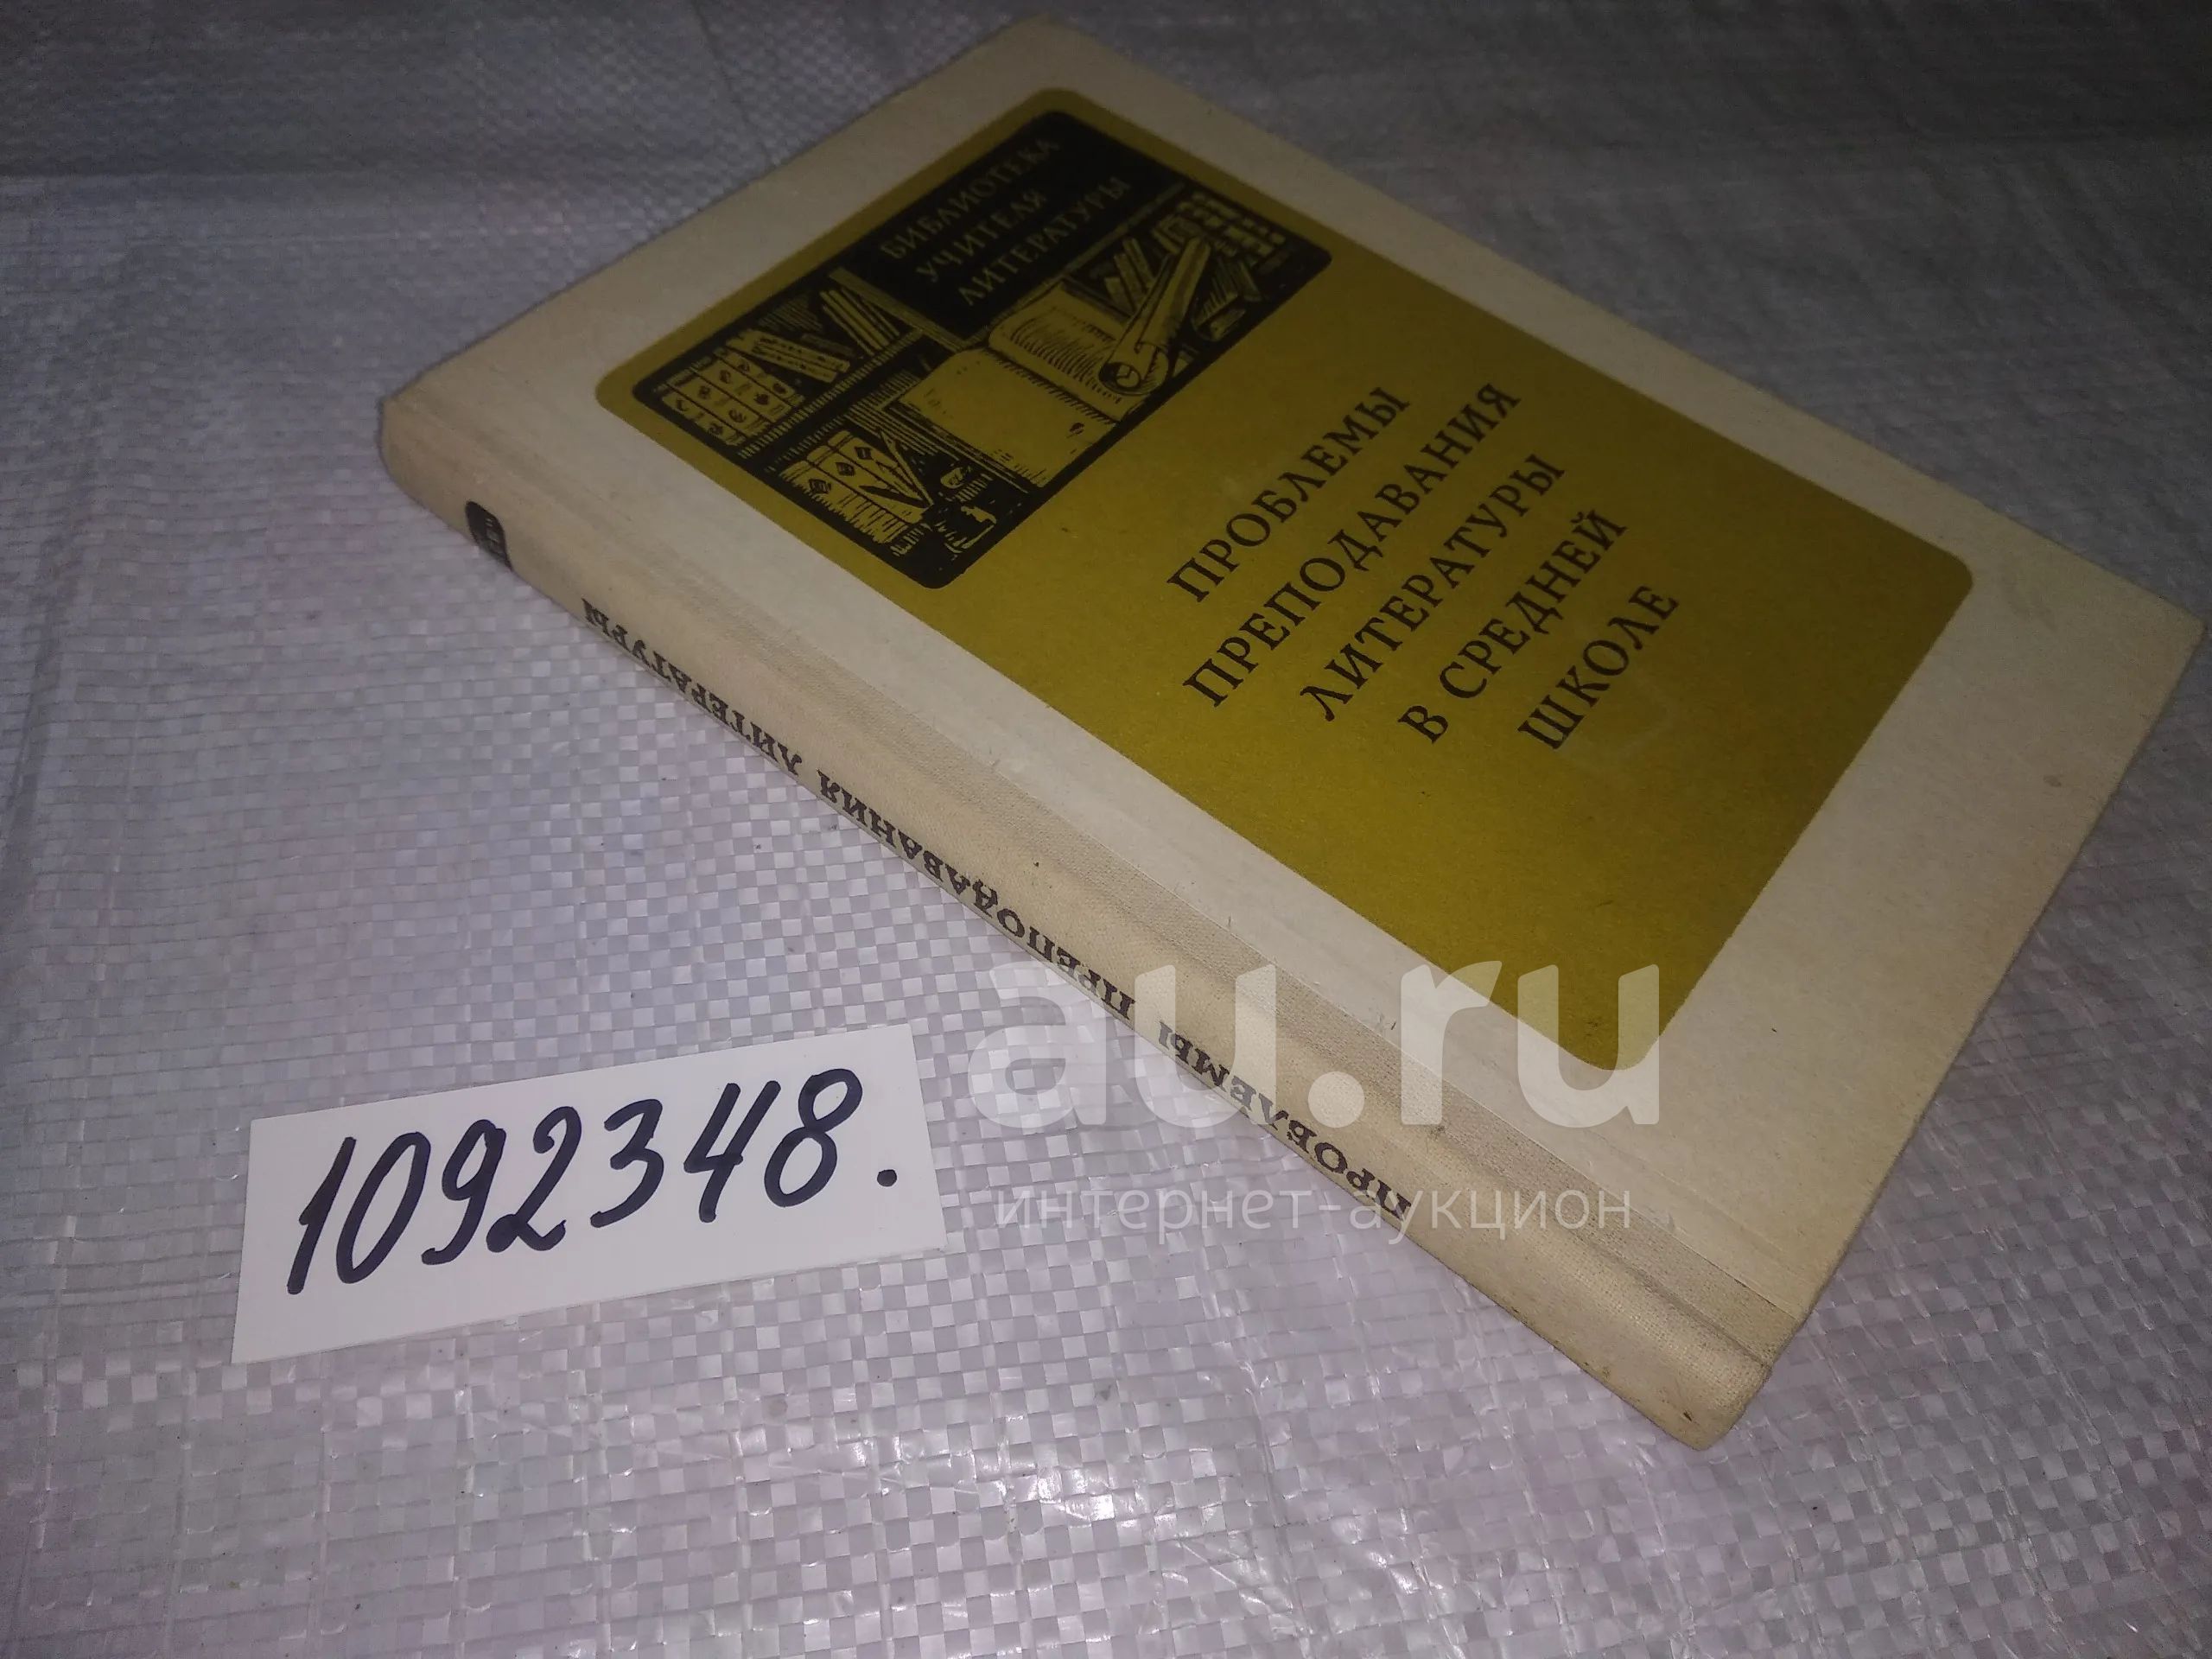 БИБЛИОТЕКА
УЧИТЕЛЯ
ЛИТЕРАТУРЫ
ПРОБЛЕМЫ
ПРЕПОДАВАНИЯ
ЛИТЕРАТУРЫ
В СРЕДНЕЙ
ШКОЛЕ
ПРОБЛЕМЫ ПРЕПОДАВАНИЯ ЛИТЕРАТУРЫ
1092348.
au.ru
интернет-аукцион